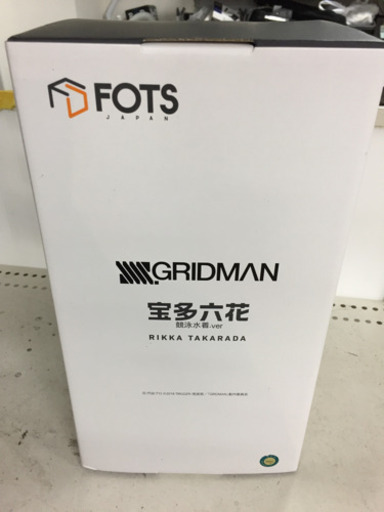 FOTS
JAPAN
SSSS.GRIDMAN
宝多六花
競泳水着.ver
RIKKA TAKARADA